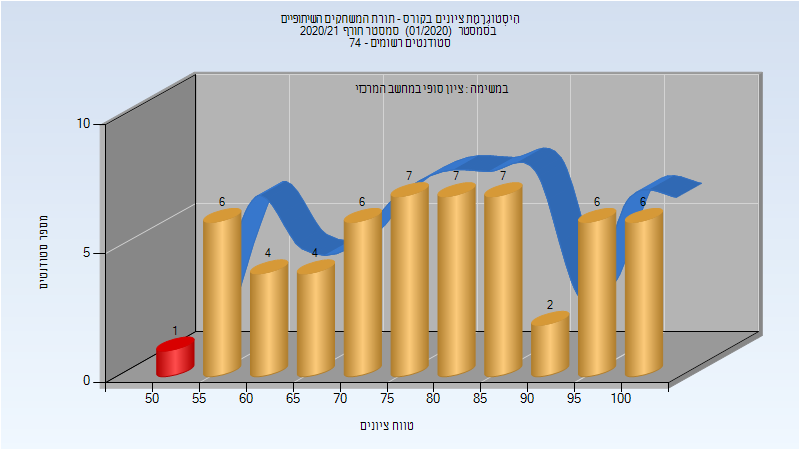 היסטוגרמת ציונים בקורס - תורת המשחקים השיתופיים
בסמסטר (01/2020) סמסטר חורף 2020/21
סטודנטים רשומים - 74
במשימה : ציון סופי במחשב המרכזי
מספר סטודנטים
10
5
0
1
6
4
4
6
7
7
7
2
6
6
50 55 60 65 70 75 80 85 90 95 100
טווח ציונים